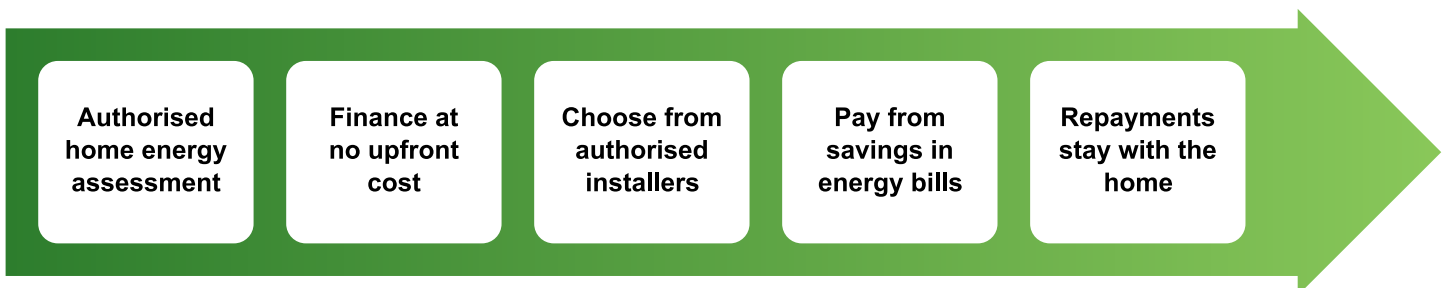 Authorised
home energy
assessment
Finance at
no upfront
cost
Choose from
authorised
installers
Pay from
savings in
energy bills
Repayments
stay with the
home